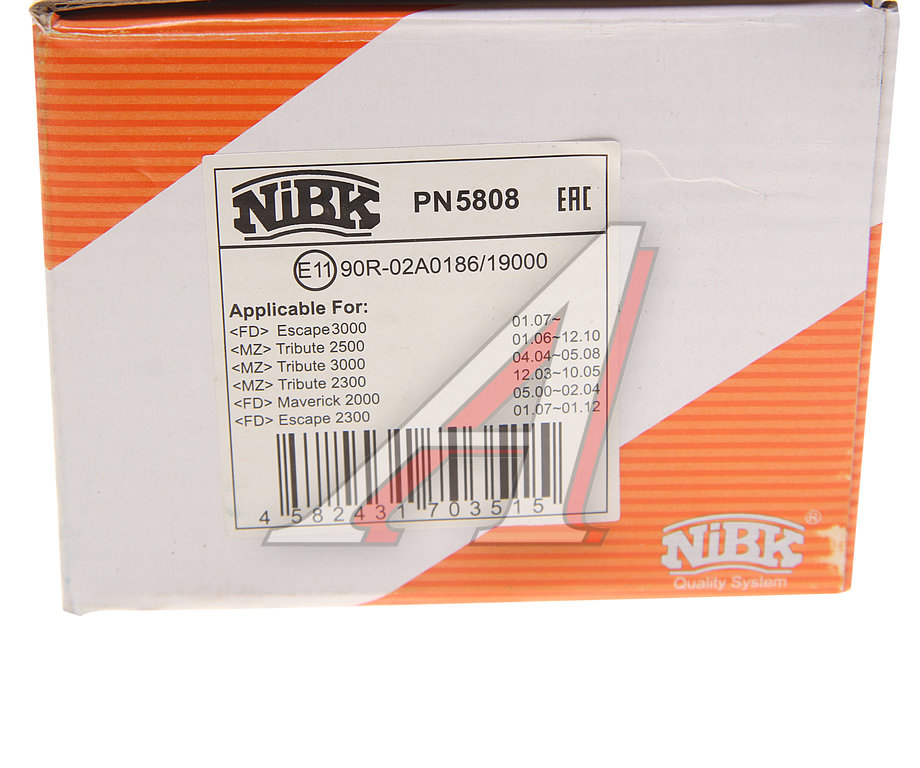 NiBK PN5808 EAC
E11 90R-02A0186/19000
Applicable For:
<FD> Escape3000 01.07~
<MZ> Tribute 2500 01.06~12.10
<MZ> Tribute 3000 04.04~05.08
<MZ> Tribute 2300 12.03~10.05
<FD> Maverick 2000 05.00~02.04
<FD> Escape 2300 01.07~01.12
4 582431 703515
NiBK ®
Quality System